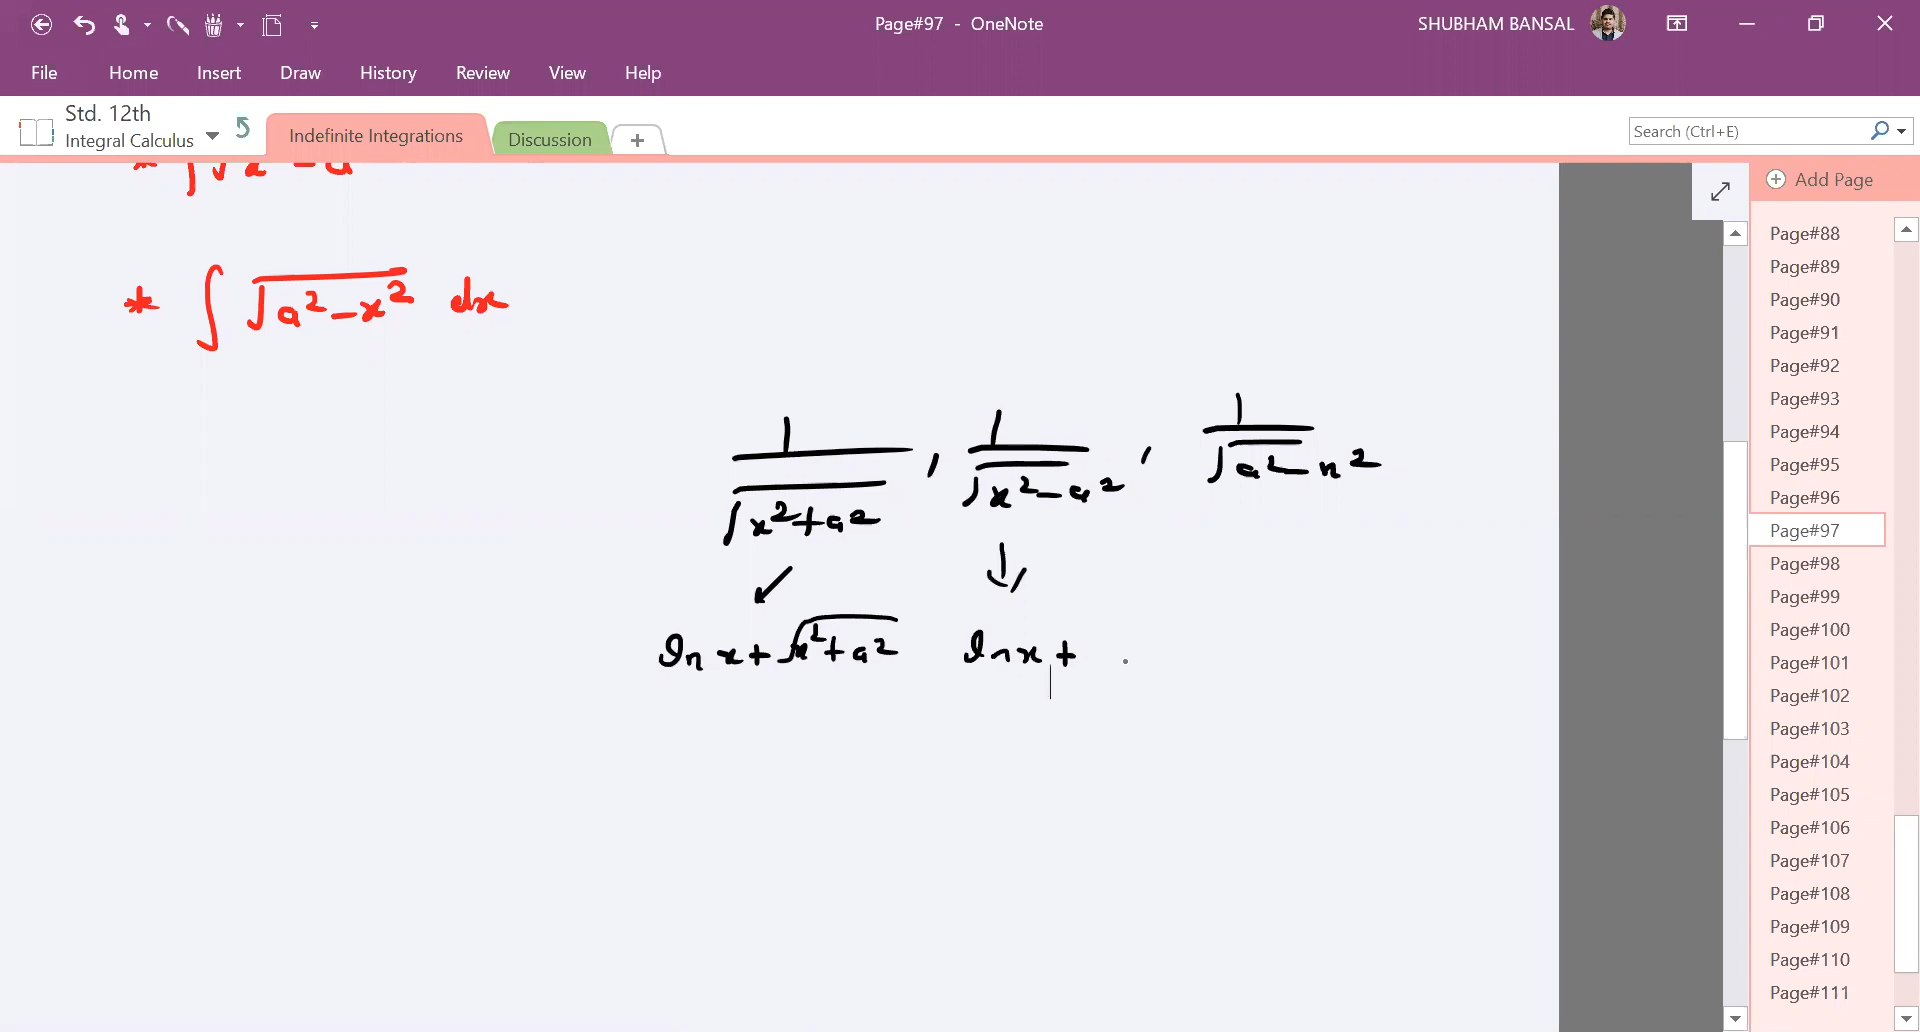 Page#97 - OneNote
SHUBHAM BANSAL
File Home Insert Draw History Review View Help
Std. 12th
Integral Calculus
Indefinite Integrations
Discussion
Search (Ctrl+E)
Add Page
* ∫ √(a² − x²) dx
1/√(x²+a²) , 1/√(x²−a²) , 1/√(a²−x²)
ln x + √(x²+a²) ln x +
Page#88
Page#89
Page#90
Page#91
Page#92
Page#93
Page#94
Page#95
Page#96
Page#97
Page#98
Page#99
Page#100
Page#101
Page#102
Page#103
Page#104
Page#105
Page#106
Page#107
Page#108
Page#109
Page#110
Page#111